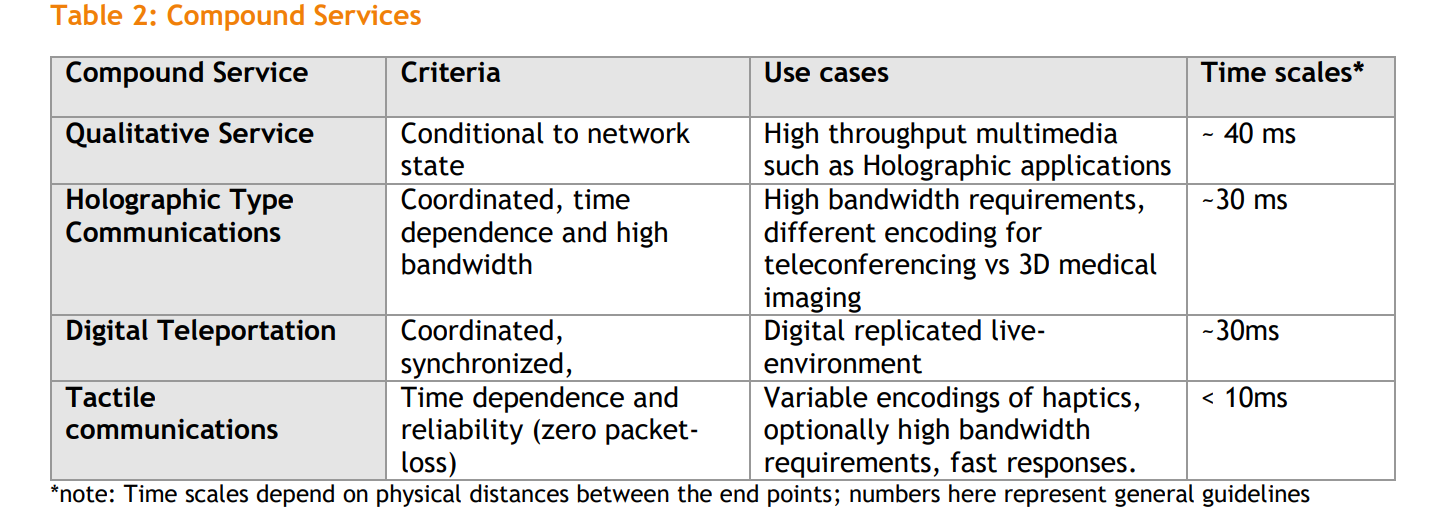 Table 2: Compound Services
Compound Service Criteria Use cases Time scales*
Qualitative Service Conditional to network High throughput multimedia ~ 40 ms
state such as Holographic applications
Holographic Type Coordinated, time High bandwidth requirements, ~30 ms
Communications dependence and high different encoding for
bandwidth teleconferencing vs 3D medical
imaging
Digital Teleportation Coordinated, Digital replicated live- ~30ms
synchronized, environment
Tactile Time dependence and Variable encodings of haptics, < 10ms
communications reliability (zero packet- optionally high bandwidth
loss) requirements, fast responses.
*note: Time scales depend on physical distances between the end points; numbers here represent general guidelines